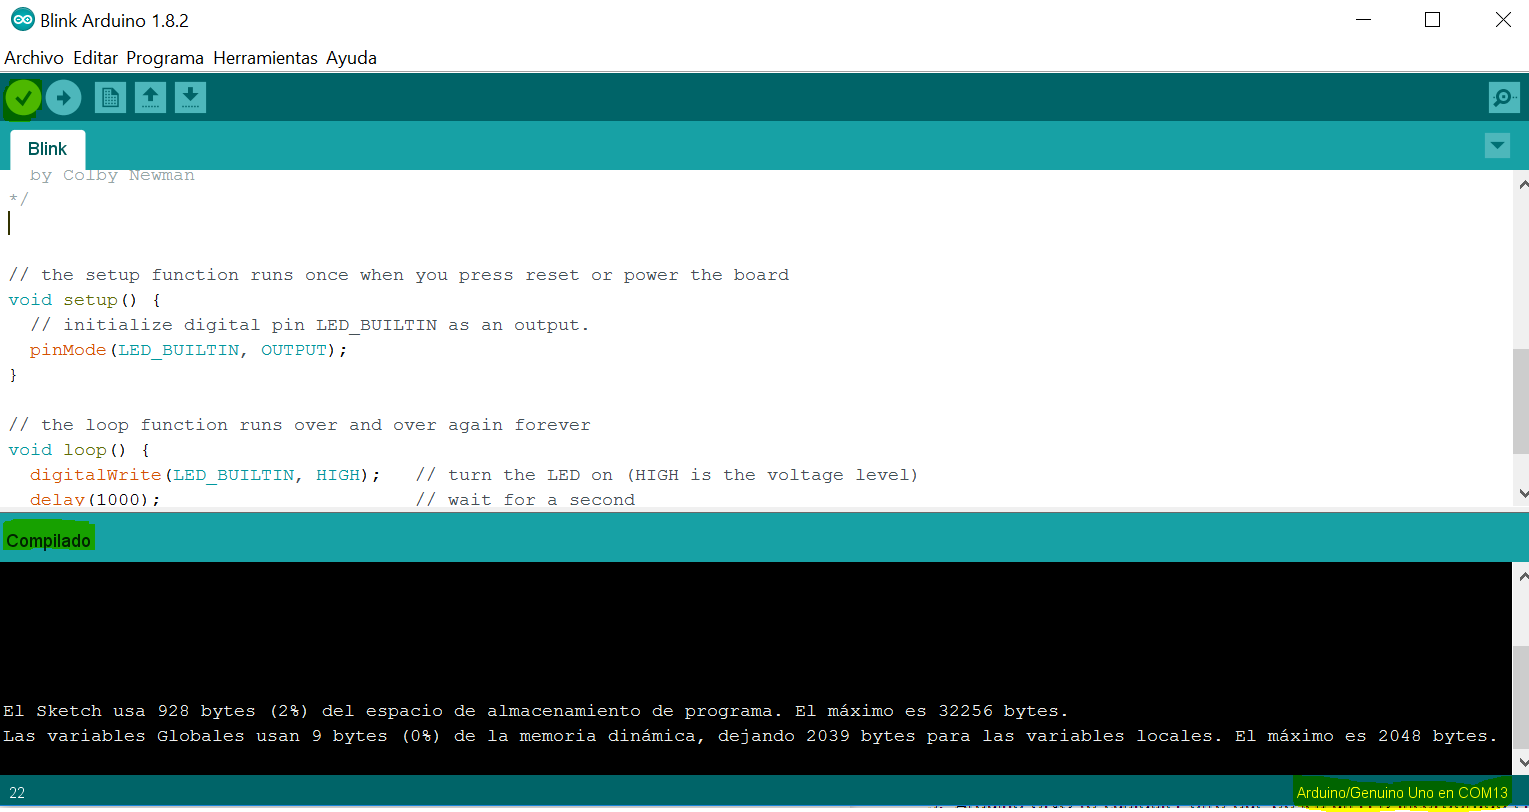 Blink Arduino 1.8.2
Archivo Editar Programa Herramientas Ayuda
Blink
by Colby Newman
*/
// the setup function runs once when you press reset or power the board
void setup() {
// initialize digital pin LED_BUILTIN as an output.
pinMode(LED_BUILTIN, OUTPUT);
}
// the loop function runs over and over again forever
void loop() {
digitalWrite(LED_BUILTIN, HIGH); // turn the LED on (HIGH is the voltage level)
delay(1000); // wait for a second
Compilado
El Sketch usa 928 bytes (2%) del espacio de almacenamiento de programa. El máximo es 32256 bytes.
Las variables Globales usan 9 bytes (0%) de la memoria dinámica, dejando 2039 bytes para las variables locales. El máximo es 2048 bytes.
22
Arduino/Genuino Uno en COM13